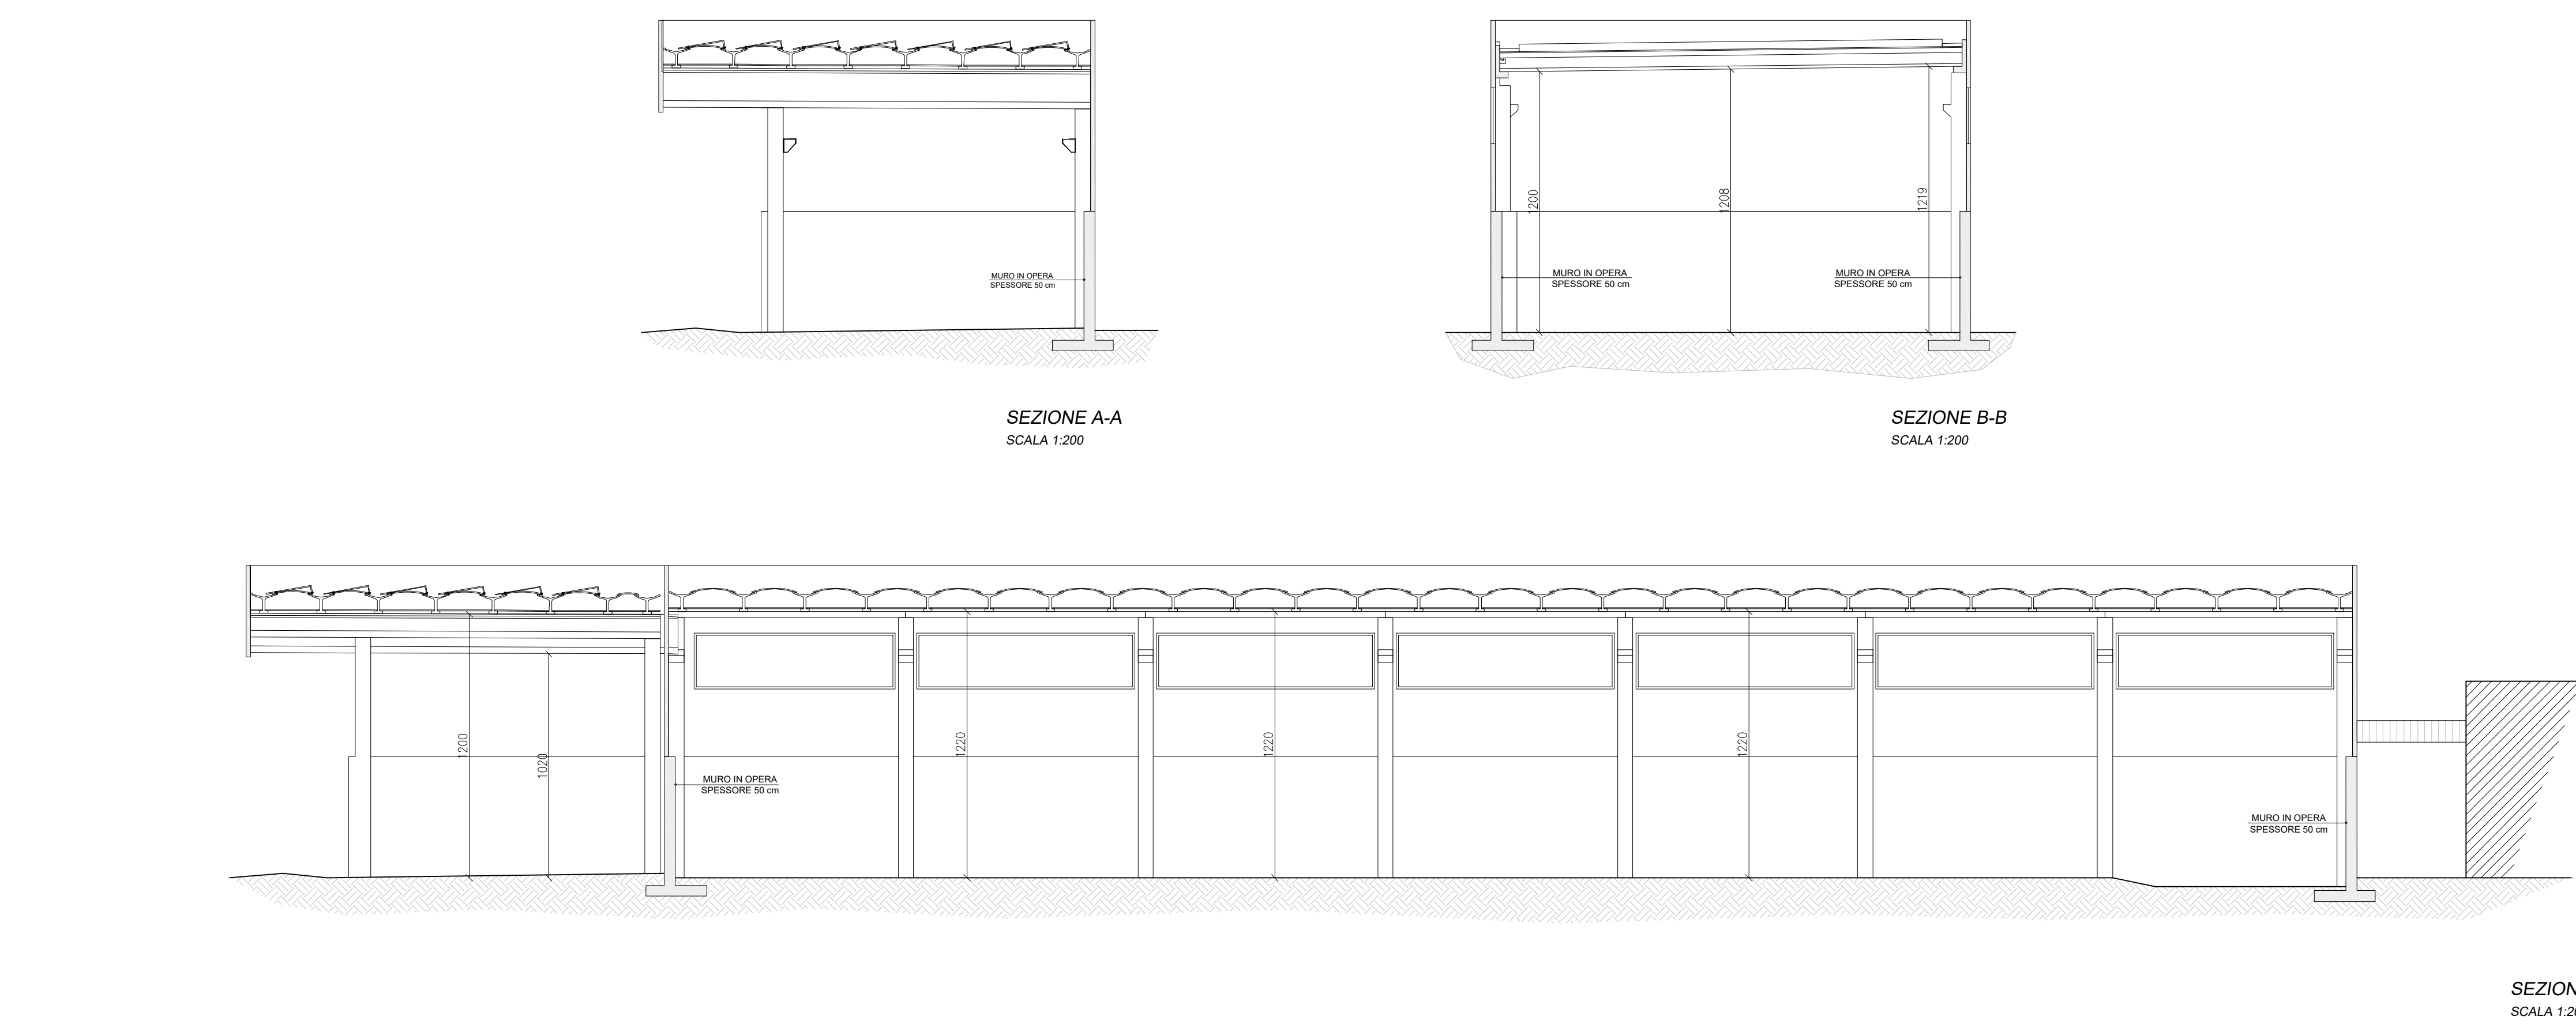 1200
1208
1219
MURO IN OPERA
SPESSORE 50 cm
MURO IN OPERA
SPESSORE 50 cm
MURO IN OPERA
SPESSORE 50 cm
SEZIONE A-A
SCALA 1:200
SEZIONE B-B
SCALA 1:200
1200
1020
1220
1220
1220
MURO IN OPERA
SPESSORE 50 cm
MURO IN OPERA
SPESSORE 50 cm